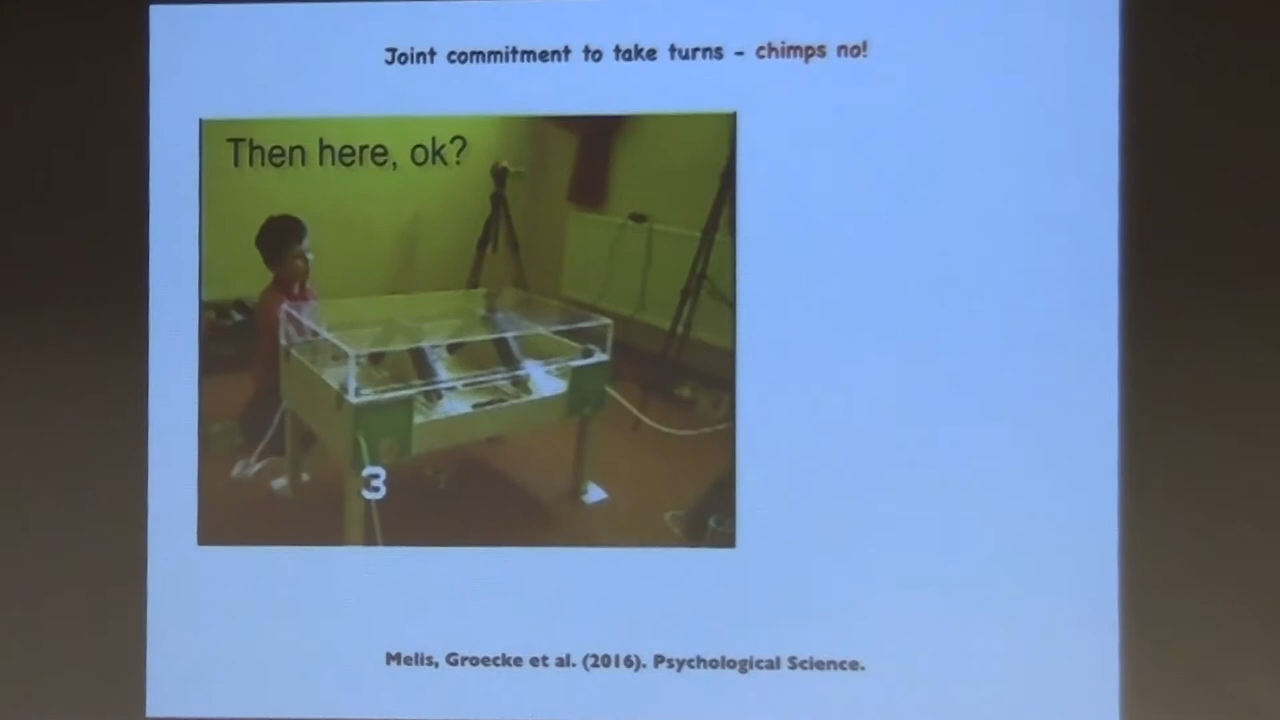 Joint commitment to take turns - chimps no!
Then here, ok?
3
Melis, Groecke et al. (2016). Psychological Science.